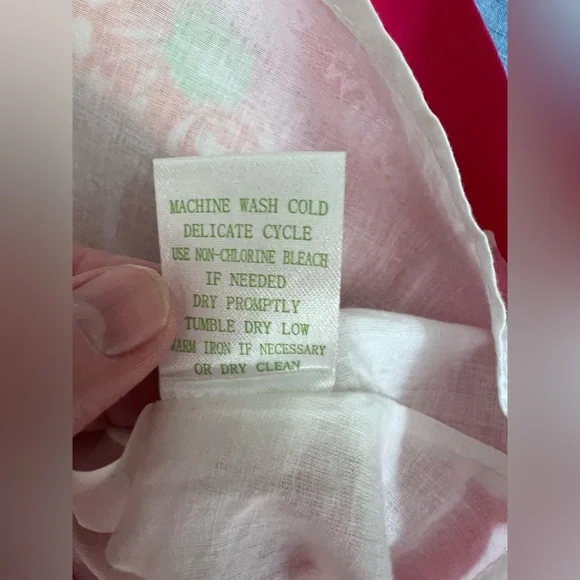 MACHINE WASH COLD
DELICATE CYCLE
USE NON-CHLORINE BLEACH
IF NEEDED
DRY PROMPTLY
TUMBLE DRY LOW
WARM IRON IF NECESSARY
OR DRY CLEAN